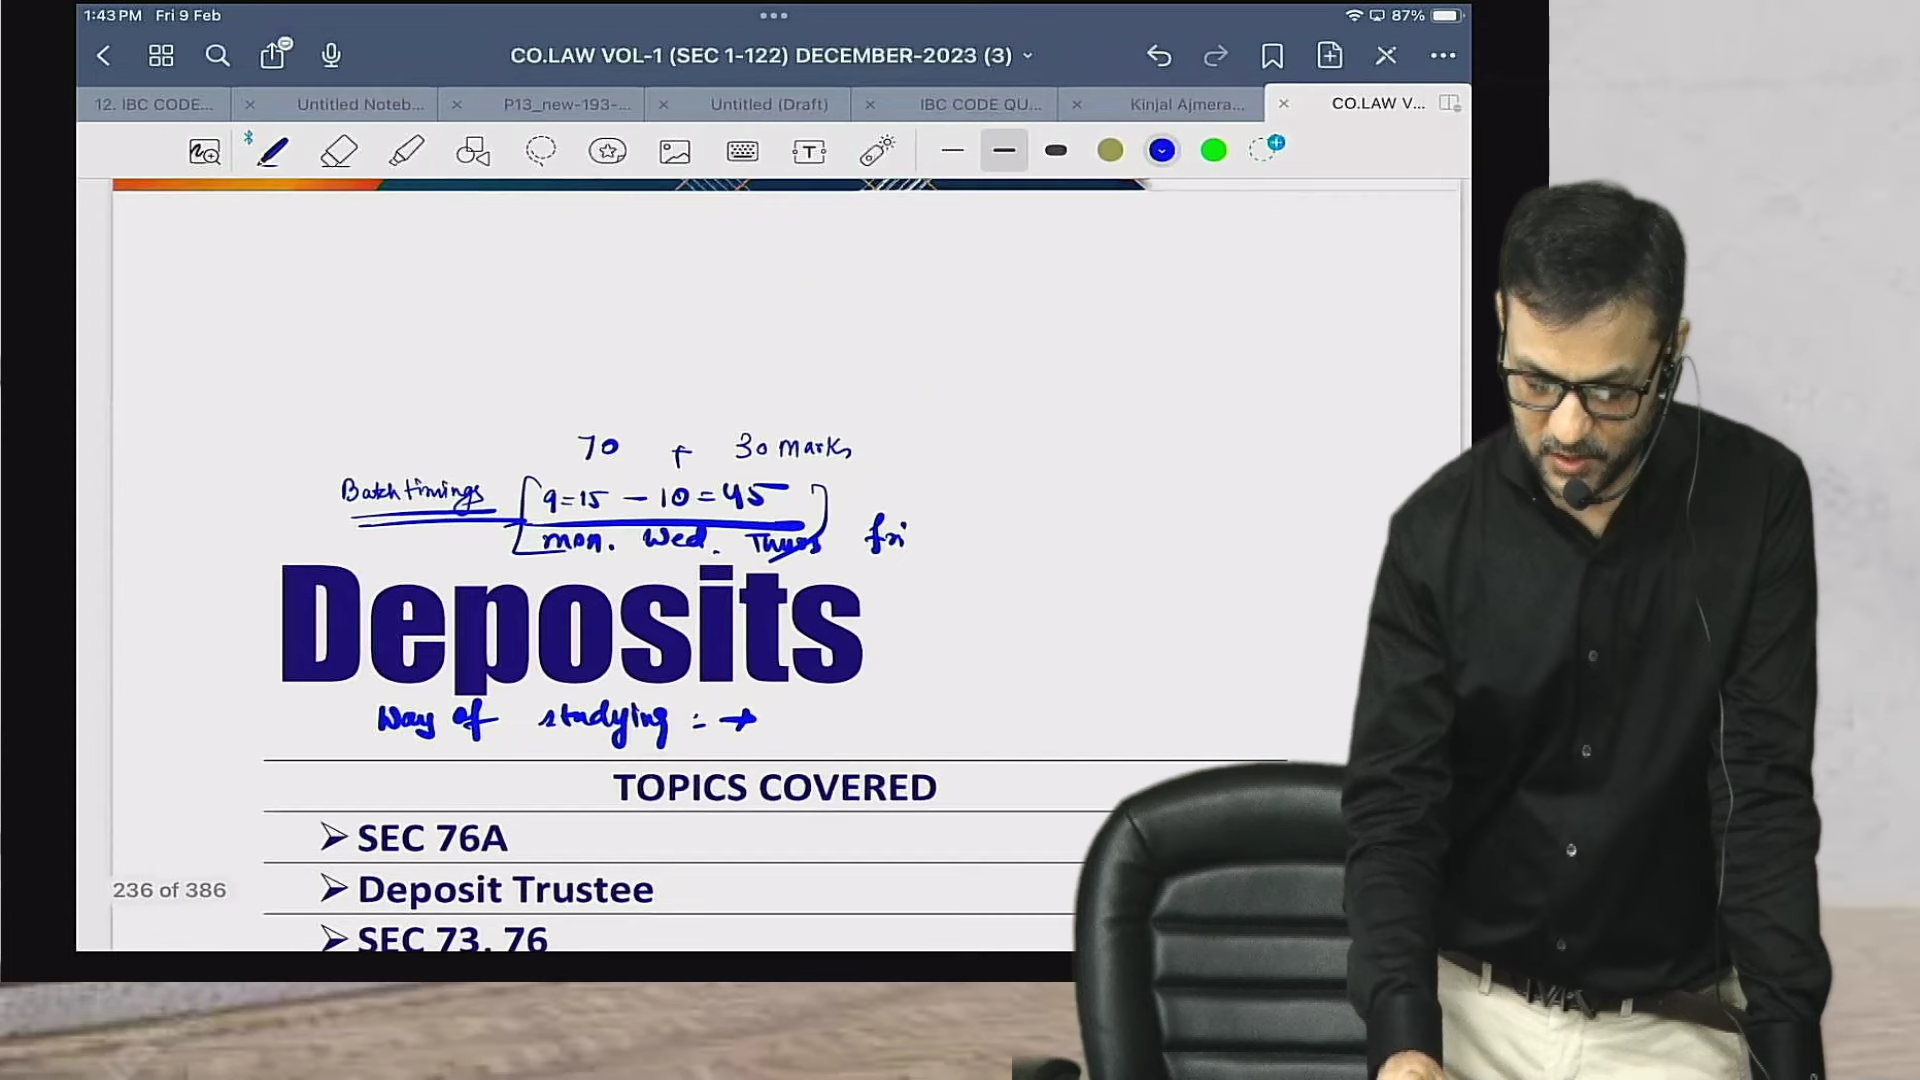 1:43 PM Fri 9 Feb
87%
CO.LAW VOL-1 (SEC 1-122) DECEMBER-2023 (3)
12. IBC CODE... Untitled Noteb... P13_new-193-... Untitled (Draft) IBC CODE QU... Kinjal Ajmera... CO.LAW V...
T
70 + 30 Marks
Batch timings 9=15 - 10=45
Mon. Wed. Thurs fri
Deposits
Way of studying :- →
TOPICS COVERED
➢ SEC 76A
➢ Deposit Trustee
➢ SEC 73, 76
236 of 386